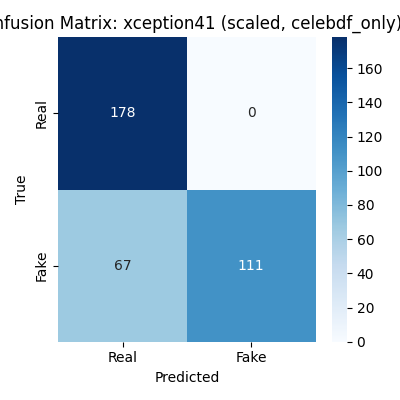 nfusion Matrix: xception41 (scaled, celebdf_only)
Real
Fake
True
178
0
67
111
Real
Fake
Predicted
160
140
120
100
80
60
40
20
0